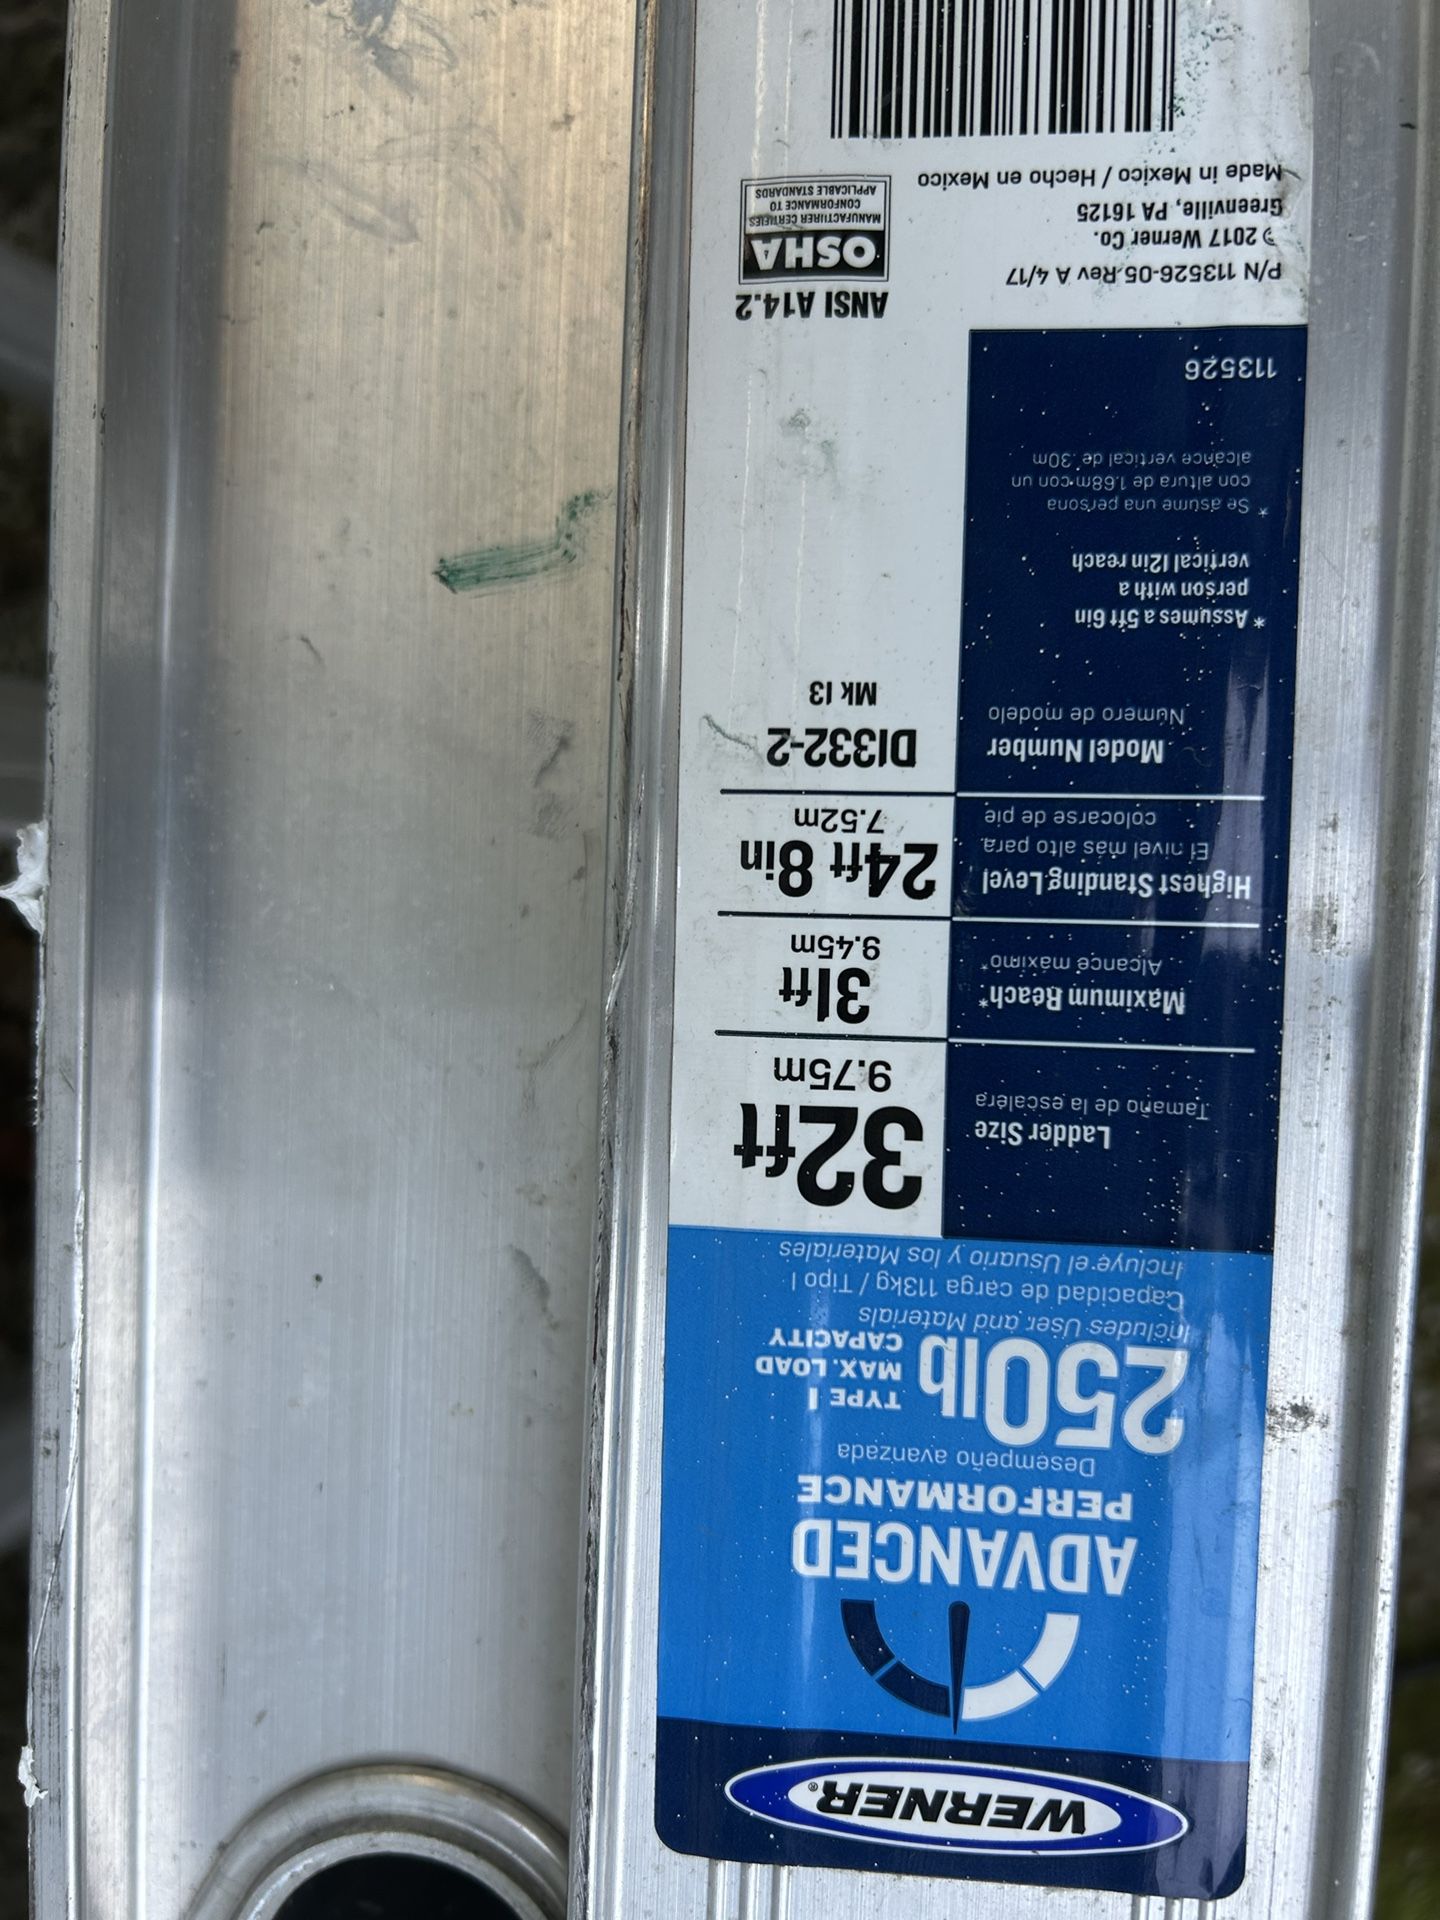 WERNER®
ADVANCED
PERFORMANCE
Desempeño avanzada
250lb
TYPE I
MAX. LOAD
CAPACITY
Includes User and Materials
Capacidad de carga 113kg / Tipo I
Incluye el Usuario y los Materiales
Ladder Size
Tamaño de la escalera
32ft
9.75m
Maximum Reach*
Alcance máximo*
31ft
9.45m
Highest Standing Level
El nivel mas alto para
colocarse de pie
24ft 8in
7.52m
Model Number
Número de modelo
D1332-2
Mk 13
* Assumes a 5ft 6in
person with a
vertical 12in reach
* Se asume una persona
con altura de 1.68m con un
alcance vertical de .30m
113526
ANSI A14.2
OSHA
MANUFACTURER CERTIFIES
CONFORMANCE TO
APPLICABLE STANDARDS
P/N 113526-05 Rev A 4/17
© 2017 Werner Co.
Greenville, PA 16125
Made in Mexico / Hecho en Mexico